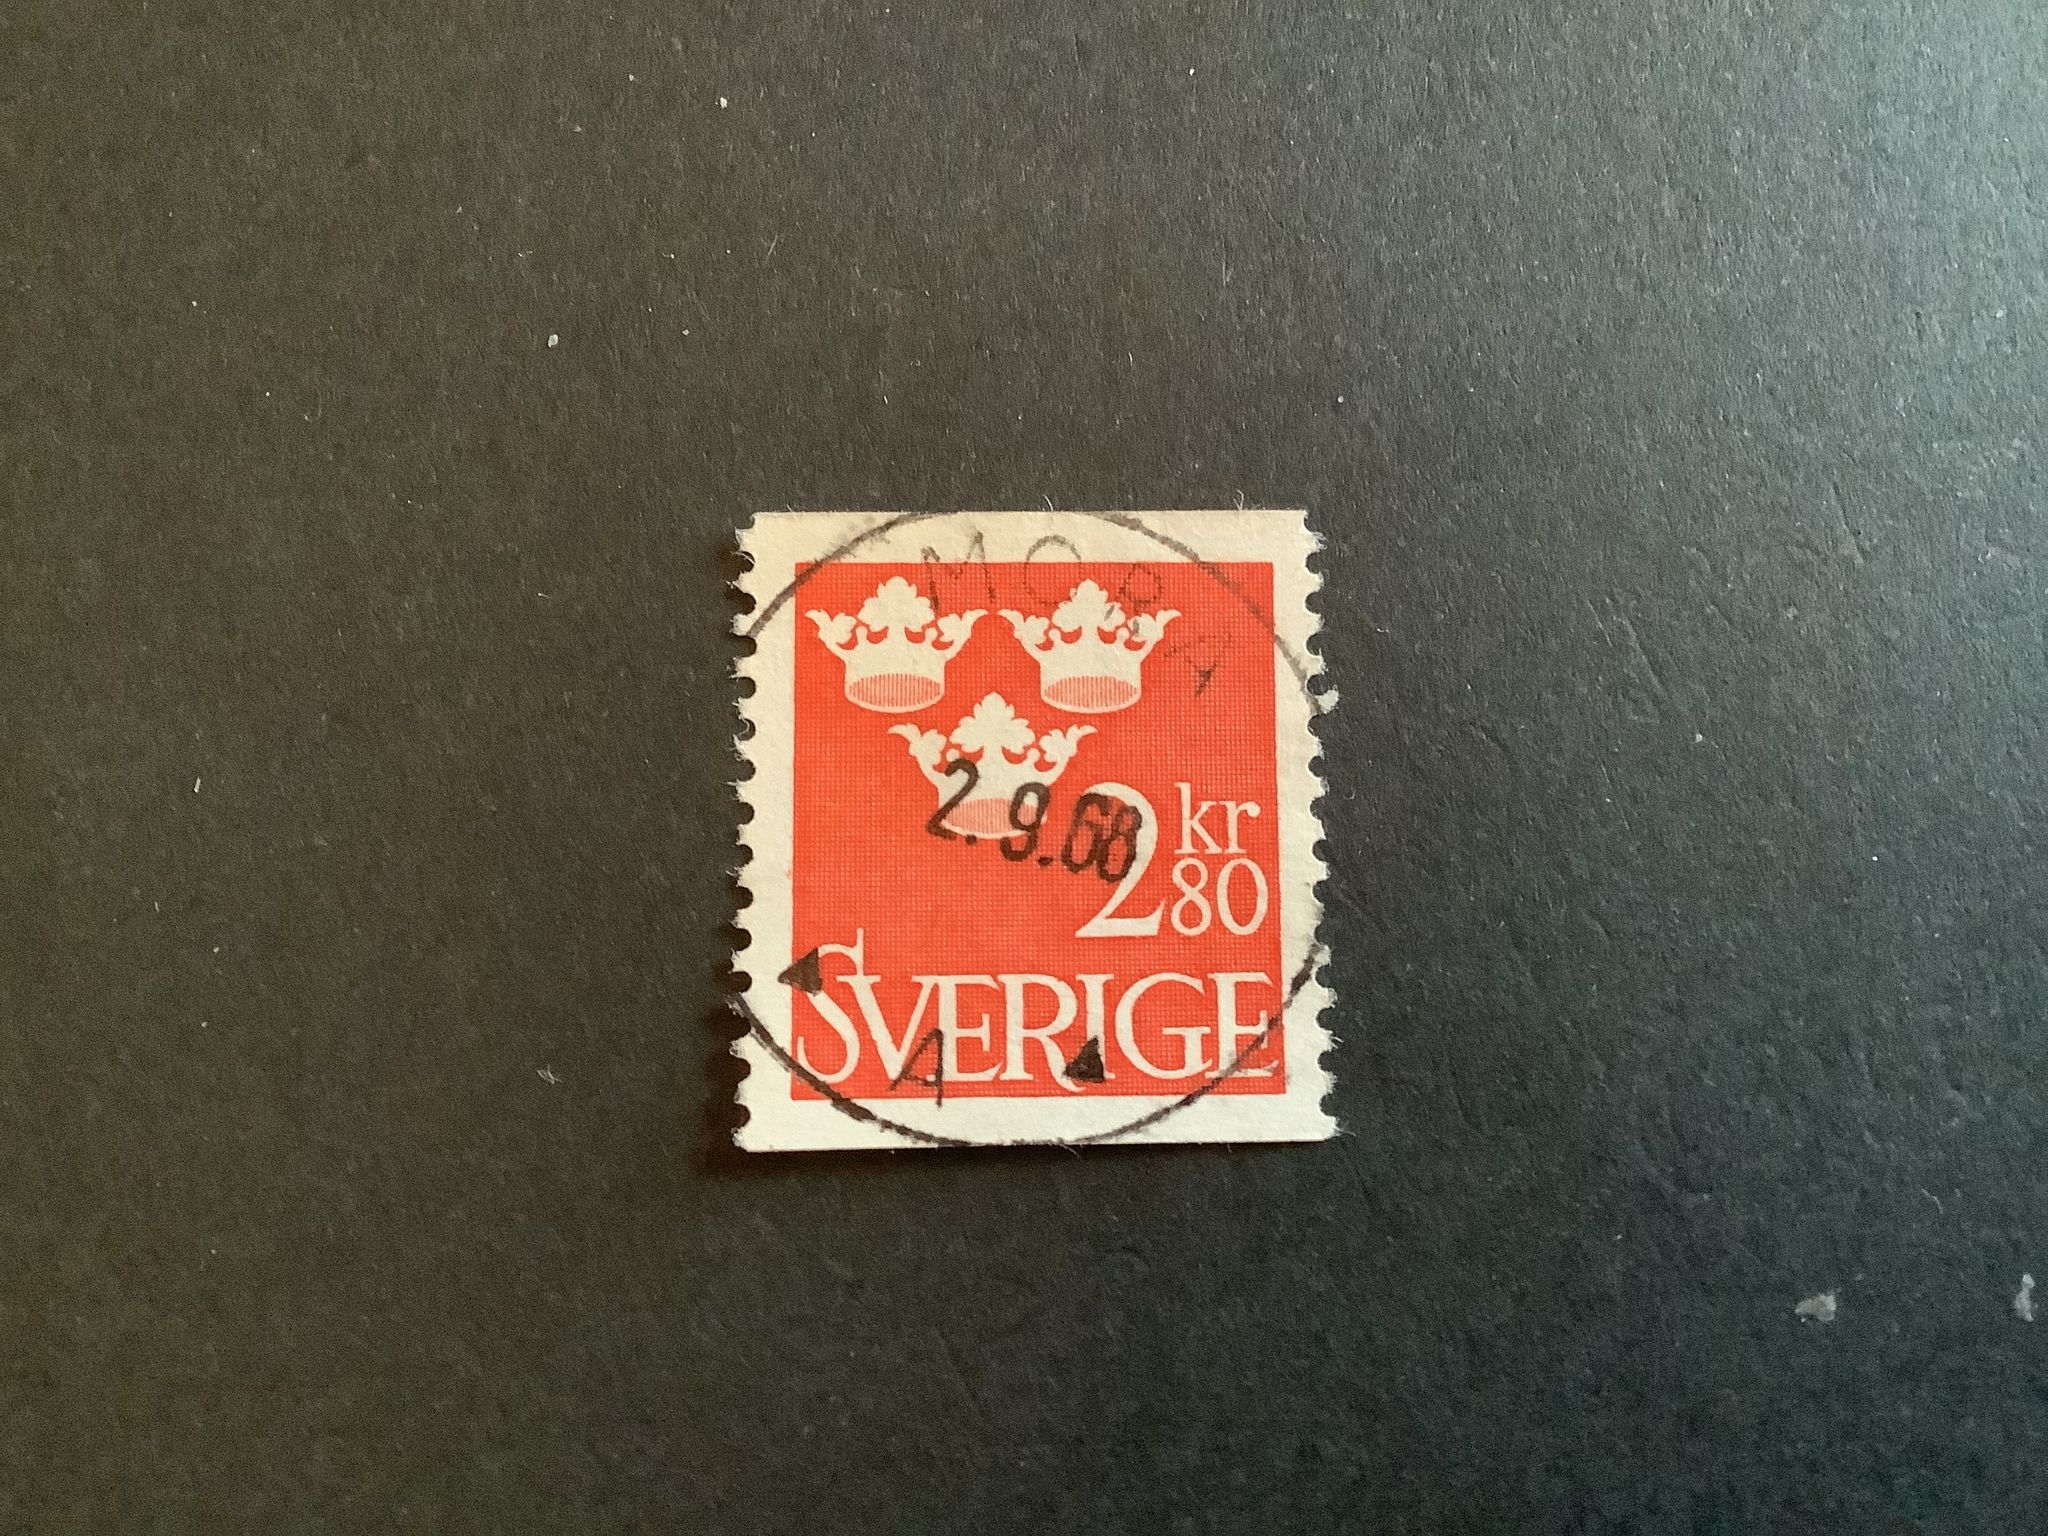 MORA
2.9.68
2 kr 80
SVERIGE
A